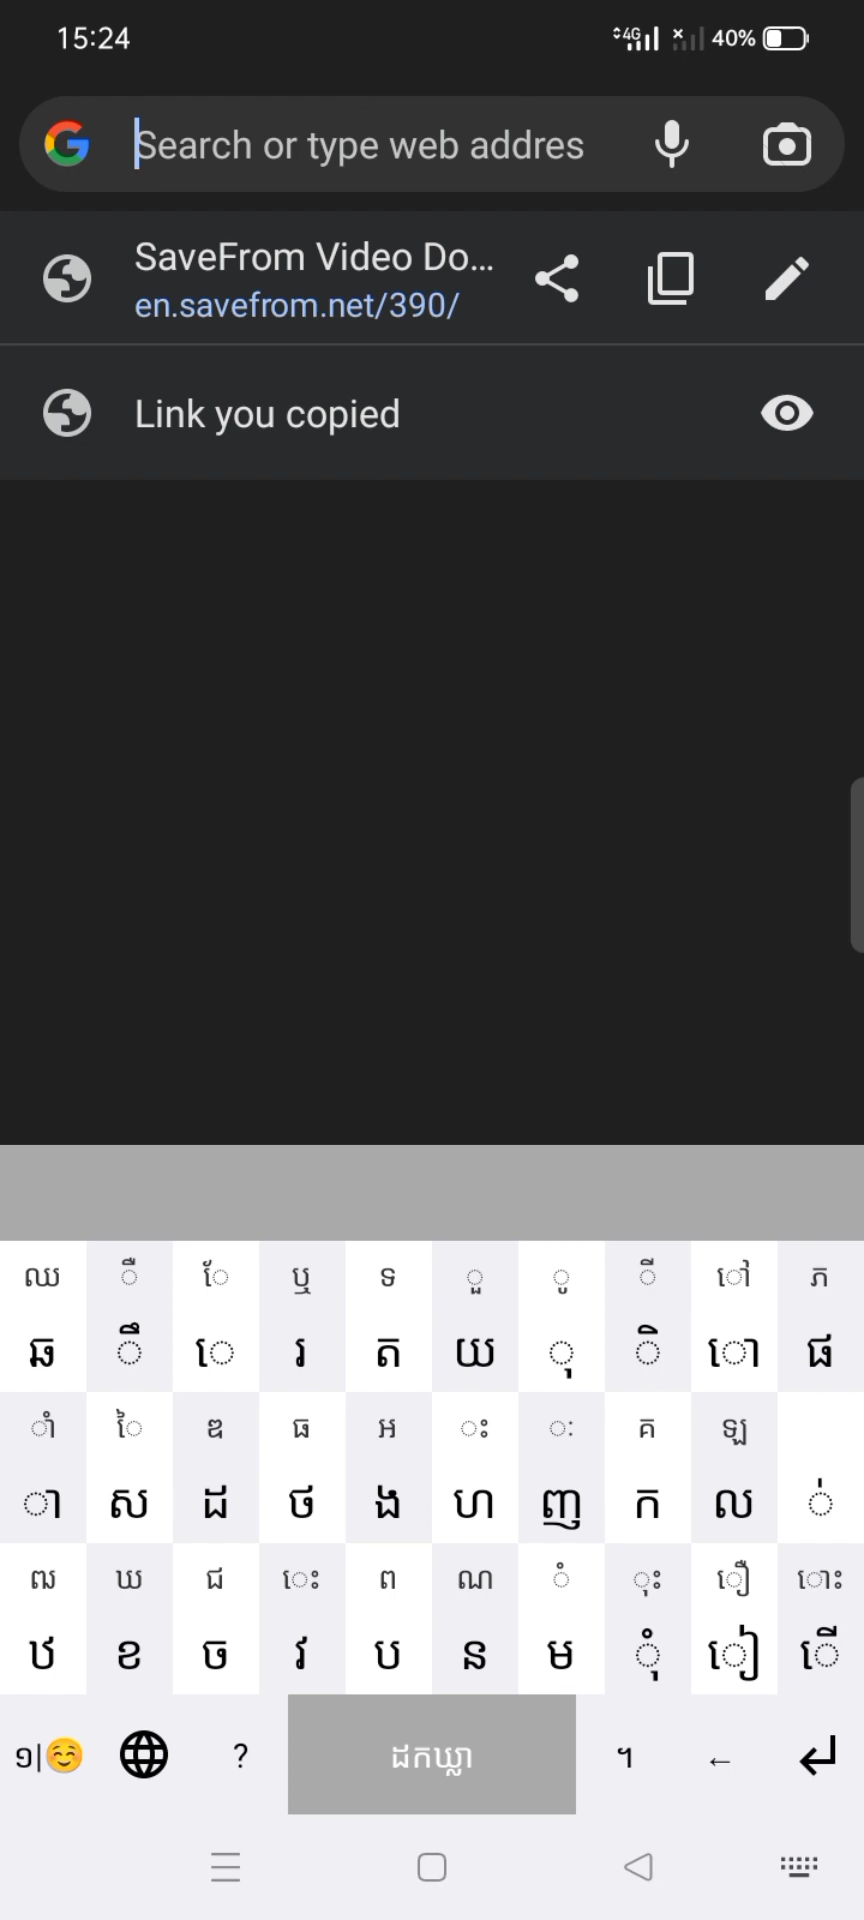 15:24
4G
40%
Search or type web addres
SaveFrom Video Do...
en.savefrom.net/390/
Link you copied
ឈ ឺ ែ ឬ ទ ួ ូ ី ៅ ភ
ឆ ឹ េ រ ត យ ុ ិ ោ ផ
ាំ ៃ ឌ ធ អ ះ ៈ គ ឡ
ា ស ដ ថ ង ហ ញ ក ល ់
ឍ ឃ ជ េះ ព ណ ំ ុះ ឿ ោះ
ឋ ខ ច វ ប ន ម ុំ ៀ ើ
១|😊 ? ដកឃ្លា ។ ←